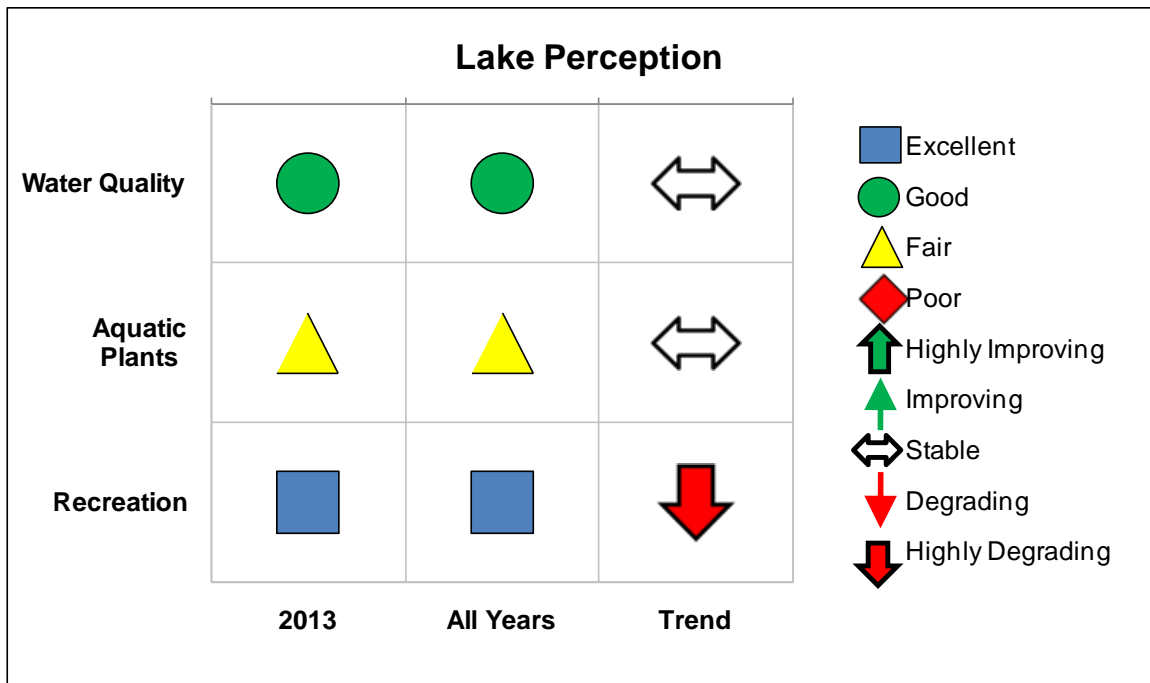 Lake Perception
Water Quality
Aquatic
Plants
Recreation
2013 All Years Trend
Excellent
Good
Fair
Poor
Highly Improving
Improving
Stable
Degrading
Highly Degrading